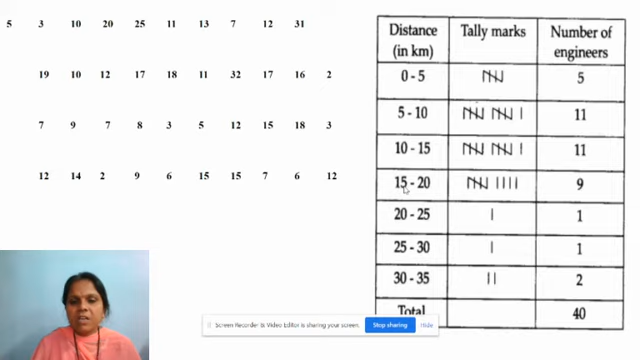 5 3 10 20 25 11 13 7 12 31
19 10 12 17 18 11 32 17 16 2
7 9 7 8 3 5 12 15 18 3
12 14 2 9 6 15 15 7 6 12
Distance (in km) Tally marks Number of engineers
0 - 5 5
5 - 10 11
10 - 15 11
15 - 20 9
20 - 25 1
25 - 30 1
30 - 35 2
Total 40
Screen Recorder & Video Editor is sharing your screen. Stop sharing Hide